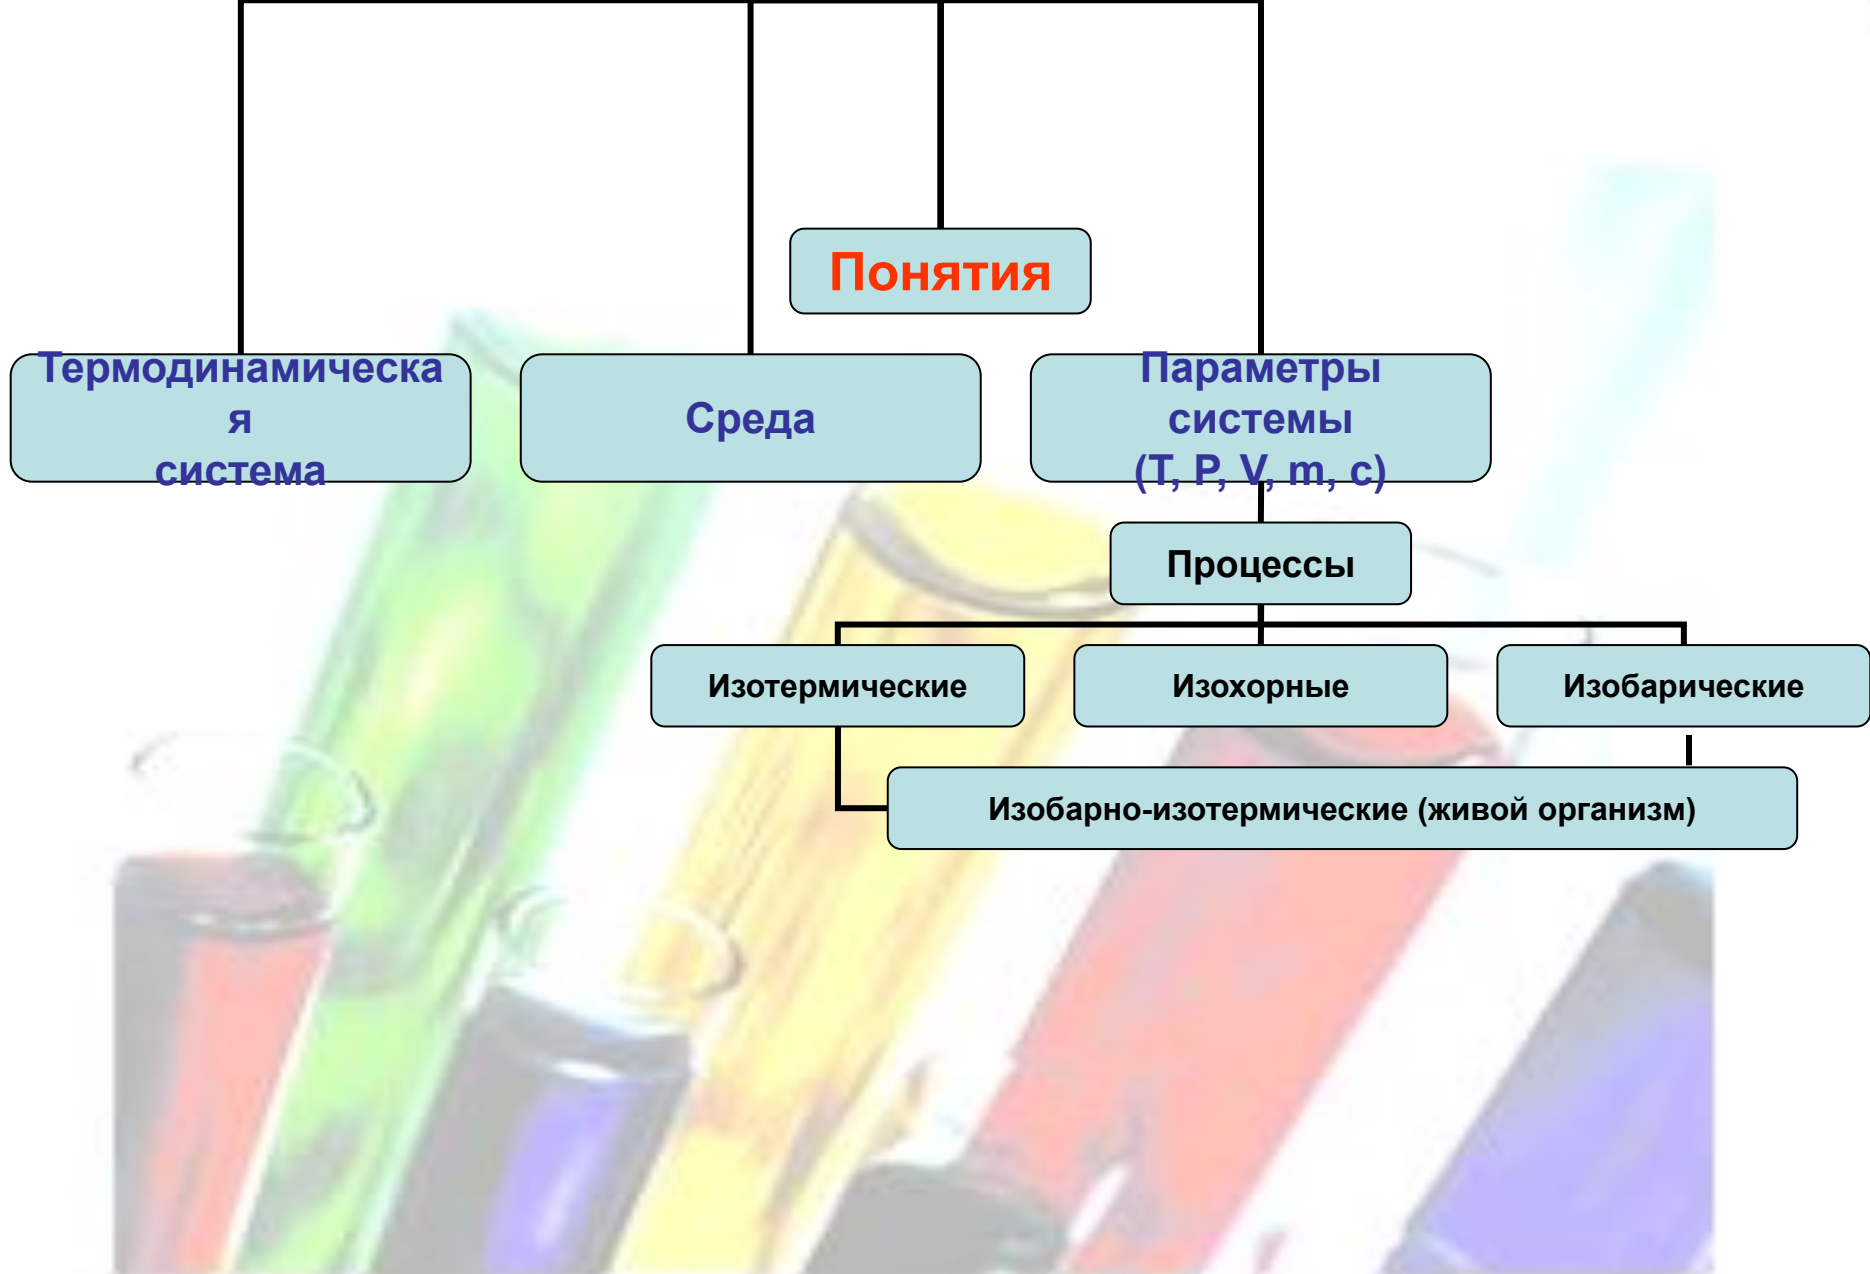 Понятия
Термодинамическа
я
система
Среда
Параметры
системы
(T, P, V, m, c)
Процессы
Изотермические
Изохорные
Изобарические
Изобарно-изотермические (живой организм)